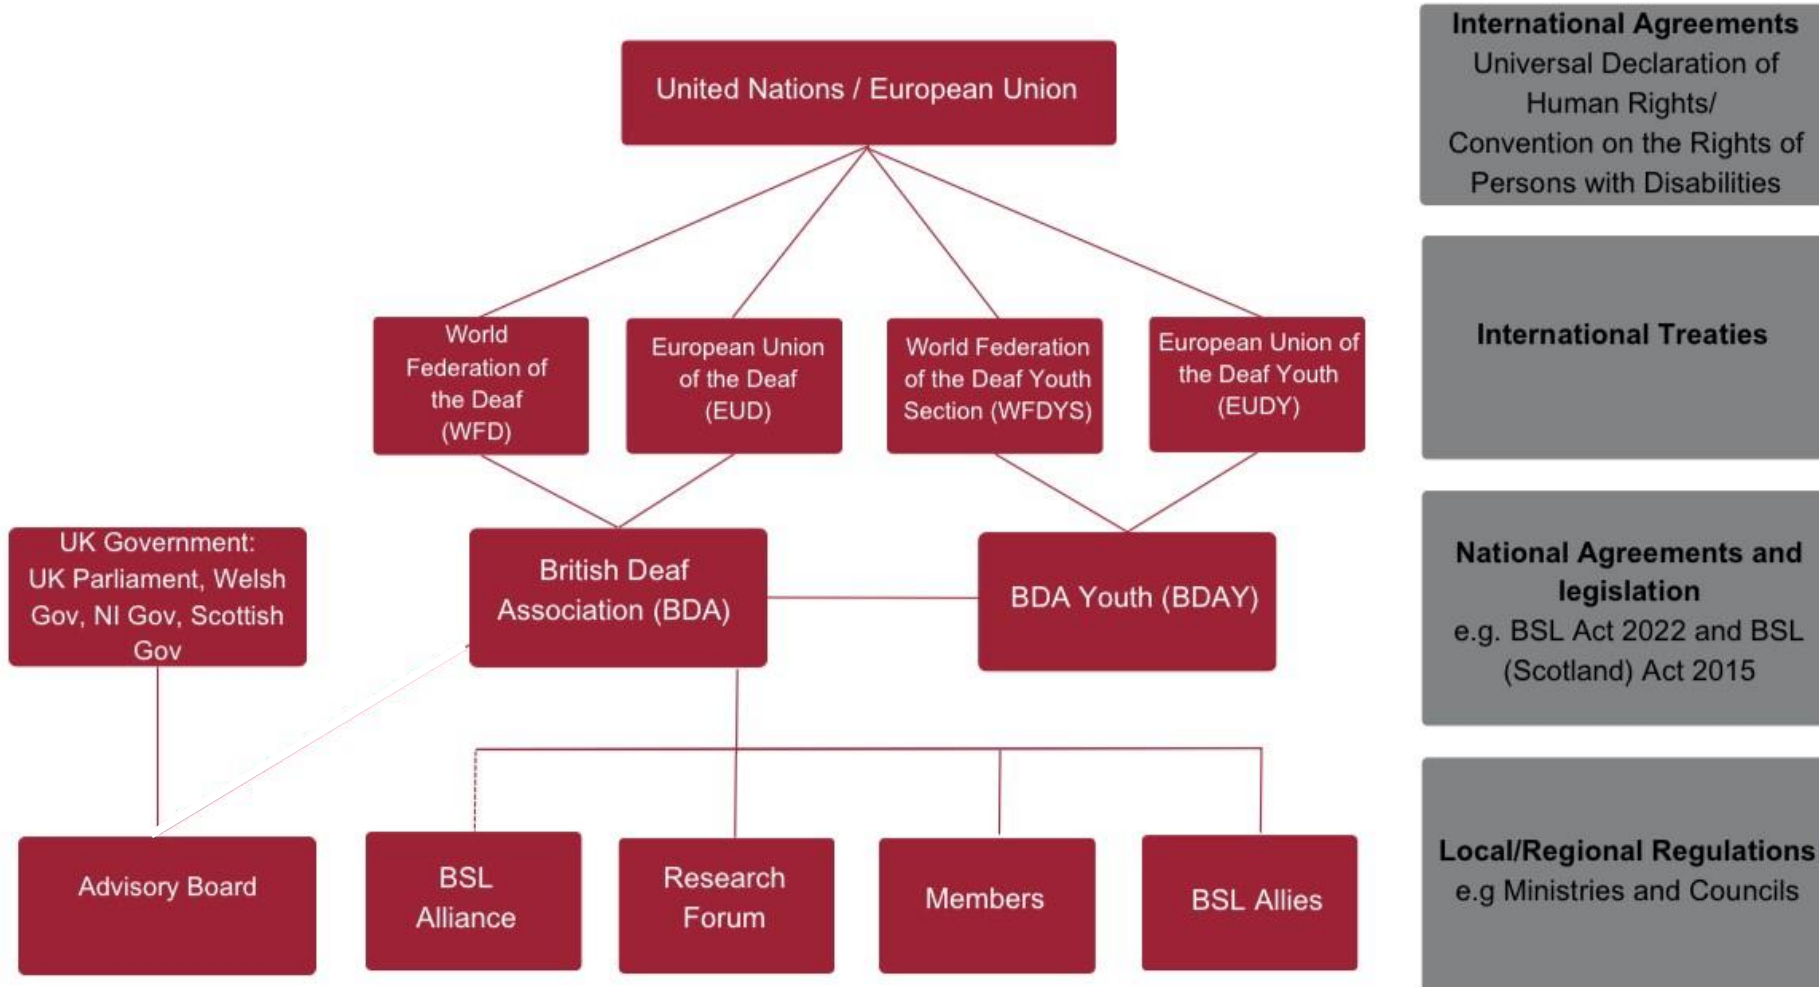 United Nations / European Union
International Agreements
Universal Declaration of
Human Rights/
Convention on the Rights of
Persons with Disabilities
World
Federation of
the Deaf
(WFD)
European Union
of the Deaf
(EUD)
World Federation
of the Deaf Youth
Section (WFDYS)
European Union of
the Deaf Youth
(EUDY)
International Treaties
UK Government:
UK Parliament, Welsh
Gov, NI Gov, Scottish
Gov
British Deaf
Association (BDA)
BDA Youth (BDAY)
National Agreements and
legislation
e.g. BSL Act 2022 and BSL
(Scotland) Act 2015
Advisory Board
BSL
Alliance
Research
Forum
Members
BSL Allies
Local/Regional Regulations
e.g Ministries and Councils